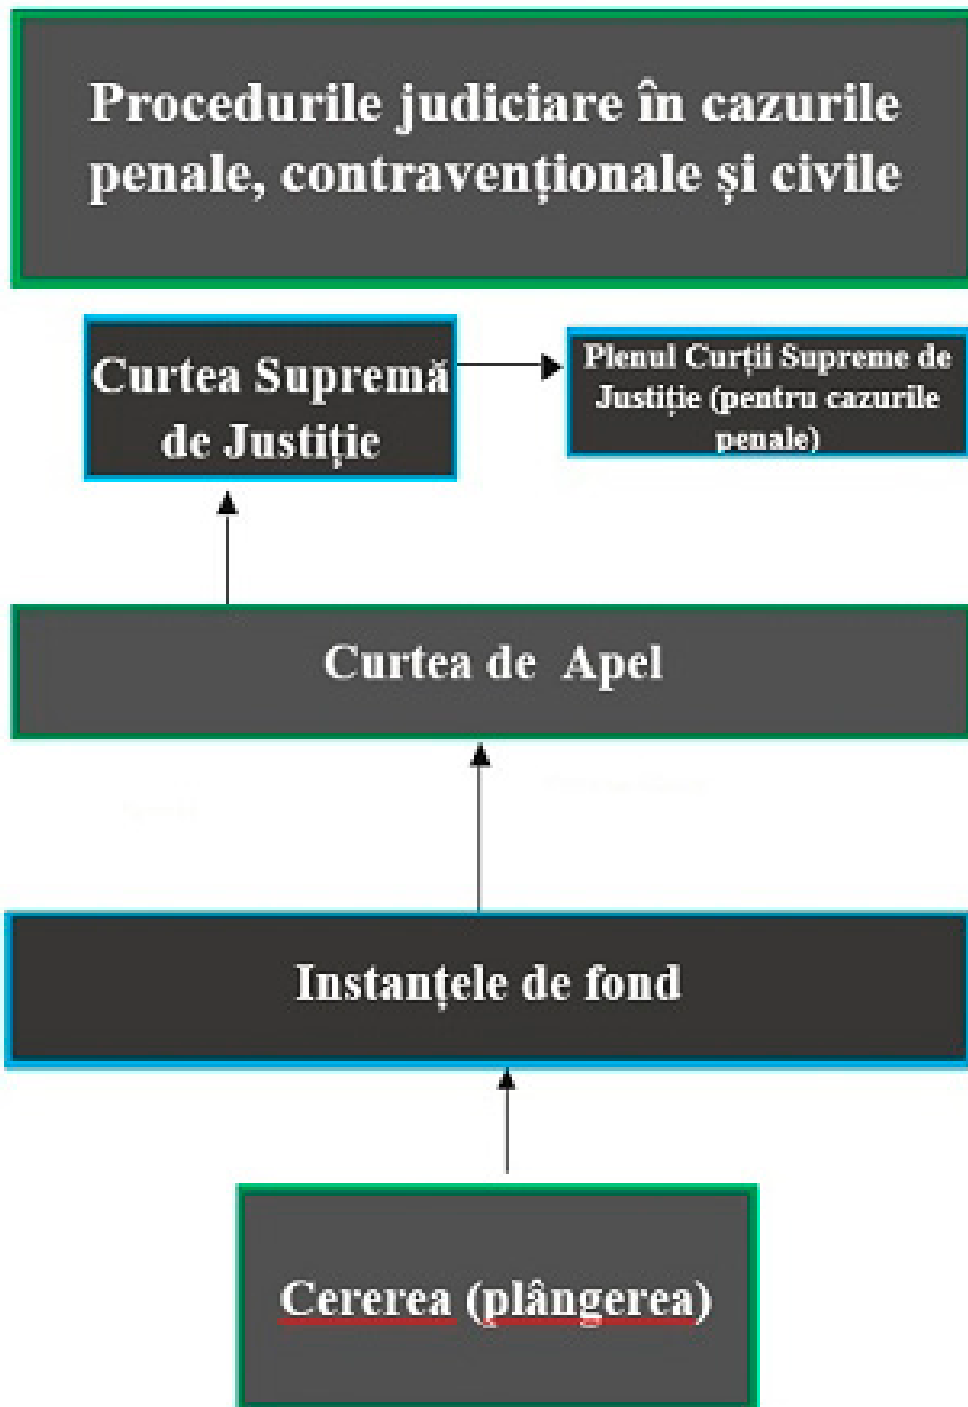 Procedurile judiciare în cazurile
penale, contravenționale și civile
Curtea Supremă
de Justiție
Plenul Curții Supreme de
Justiție (pentru cazurile
penale)
Curtea de Apel
Instanțele de fond
Cererea (plângerea)